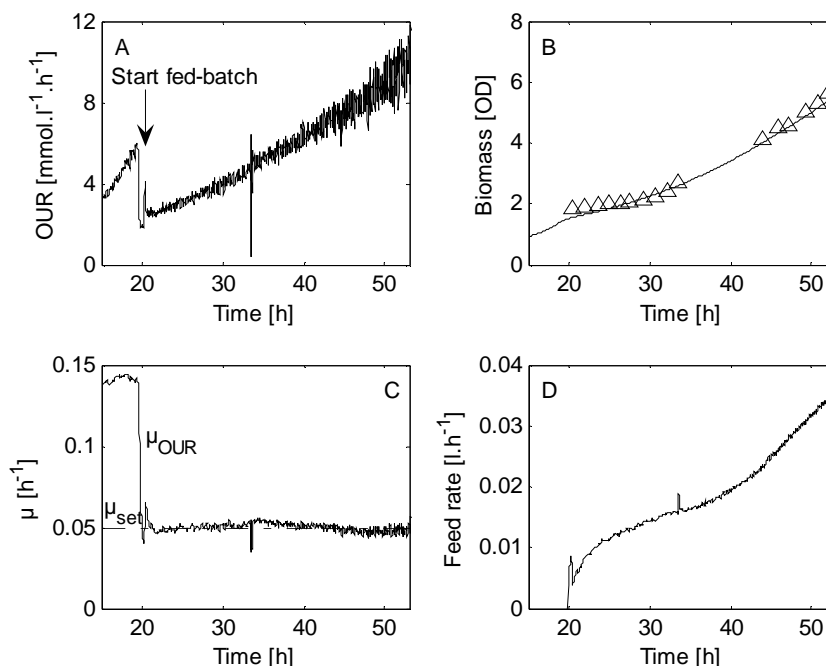 A
Start fed-batch
OUR [mmol.l⁻¹.h⁻¹]
12
8
4
0
20
30
40
50
Time [h]
B
Biomass [OD]
8
6
4
2
0
20
30
40
50
Time [h]
C
μ [h⁻¹]
0.15
0.1
0.05
0
μOUR
μset
20
30
40
50
Time [h]
D
Feed rate [l.h⁻¹]
0.04
0.03
0.02
0.01
0
20
30
40
50
Time [h]